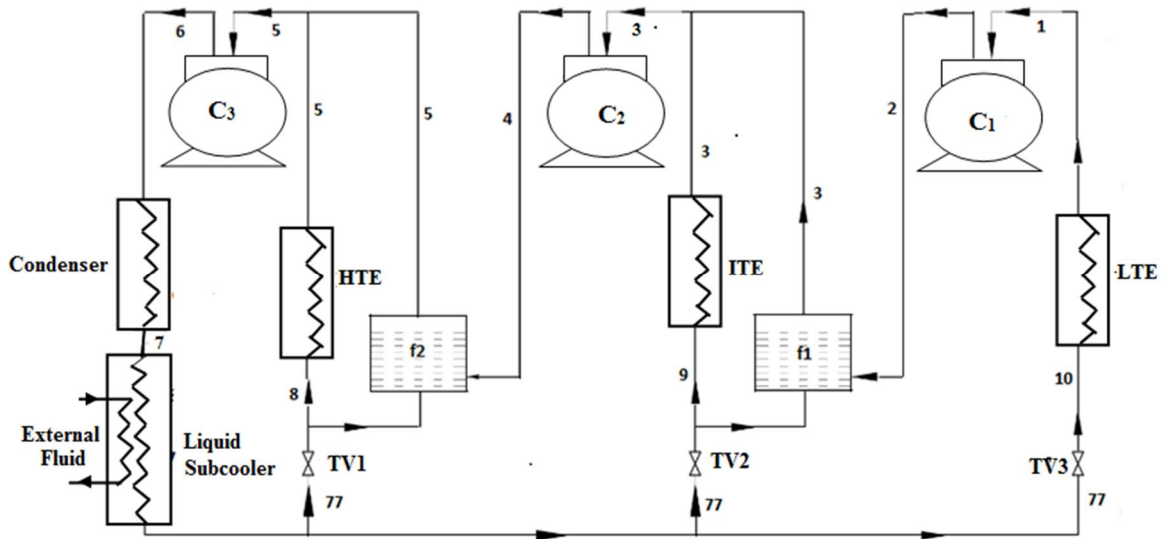 6
5
4
3
2
1
C3
C2
C1
5
5
3
3
Condenser
HTE
ITE
LTE
7
f2
f1
8
9
10
External
Fluid
Liquid
Subcooler
TV1
TV2
TV3
77
77
77